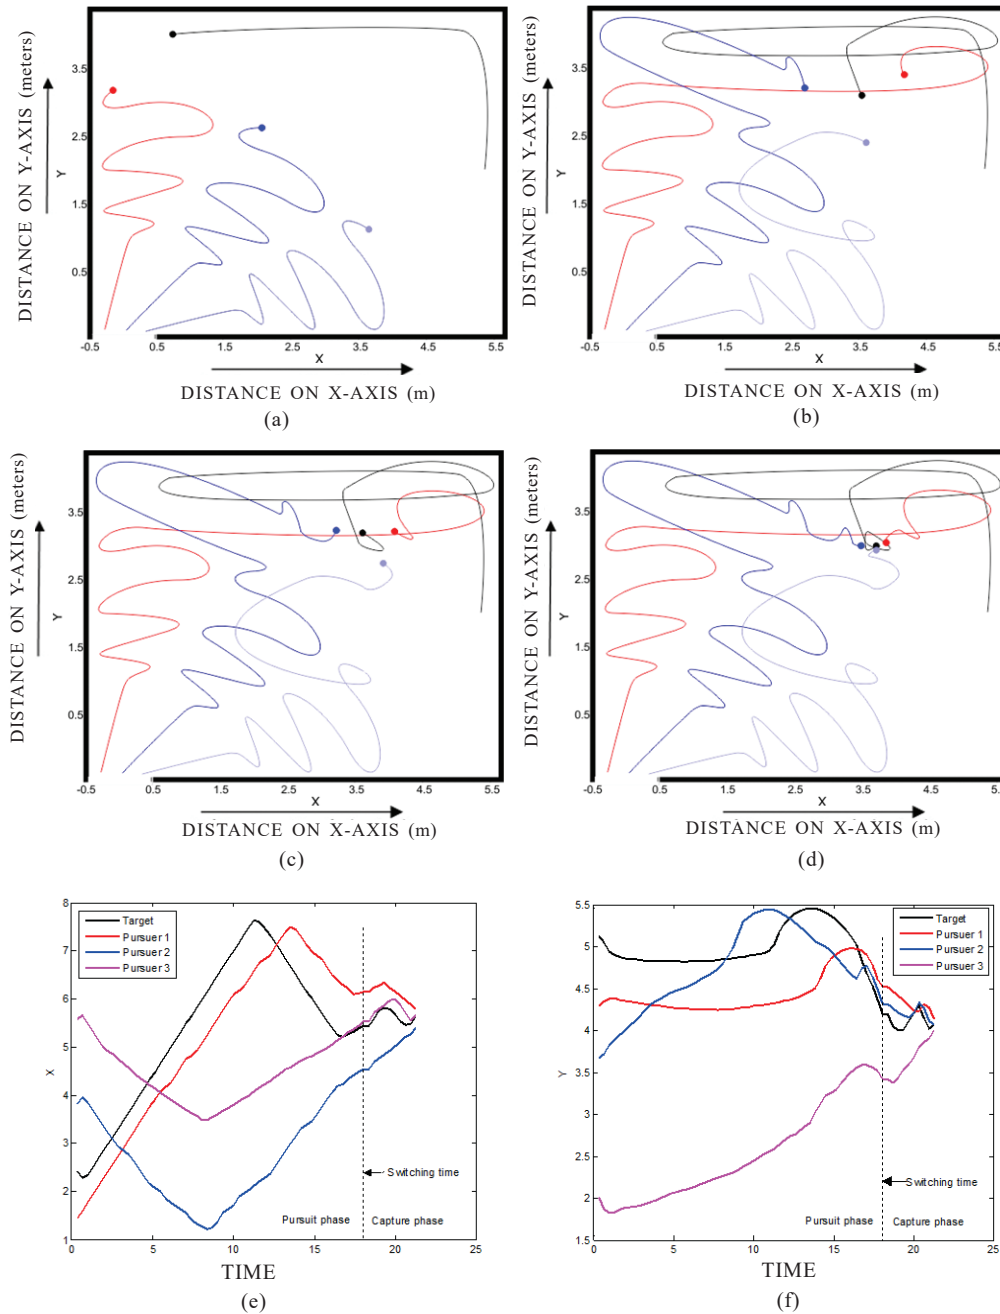 DISTANCE ON Y-AXIS (meters)
Y
3.5
2.5
1.5
0.5
-0.5
0.5
1.5
2.5
3.5
4.5
5.5
X
DISTANCE ON X-AXIS (m)
(a)
DISTANCE ON Y-AXIS (meters)
Y
3.5
2.5
1.5
0.5
-0.5
0.5
1.5
2.5
3.5
4.5
5.5
X
DISTANCE ON X-AXIS (m)
(b)
DISTANCE ON Y-AXIS (meters)
Y
3.5
2.5
1.5
0.5
-0.5
0.5
1.5
2.5
3.5
4.5
5.5
X
DISTANCE ON X-AXIS (m)
(c)
DISTANCE ON Y-AXIS (meters)
Y
3.5
2.5
1.5
0.5
-0.5
0.5
1.5
2.5
3.5
4.5
5.5
X
DISTANCE ON X-AXIS (m)
(d)
8
7
6
5
4
3
2
1
X
Target
Pursuer 1
Pursuer 2
Pursuer 3
Switching time
Pursuit phase
Capture phase
0
5
10
15
20
25
TIME
(e)
5.5
5
4.5
4
3.5
3
2.5
2
1.5
Y
Target
Pursuer 1
Pursuer 2
Pursuer 3
Switching time
Pursuit phase
Capture phase
0
5
10
15
20
25
TIME
(f)